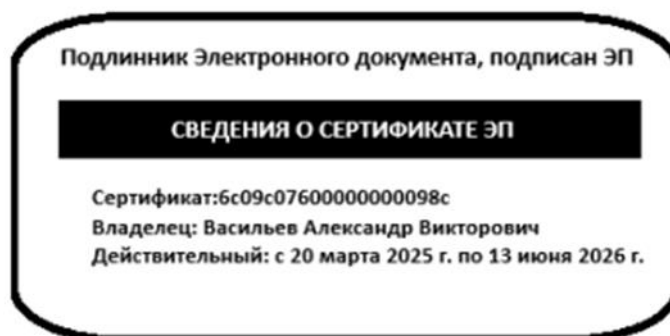 Подлинник Электронного документа, подписан ЭП
СВЕДЕНИЯ О СЕРТИФИКАТЕ ЭП
Сертификат:6c09c07600000000098c
Владелец: Васильев Александр Викторович
Действительный: с 20 марта 2025 г. по 13 июня 2026 г.